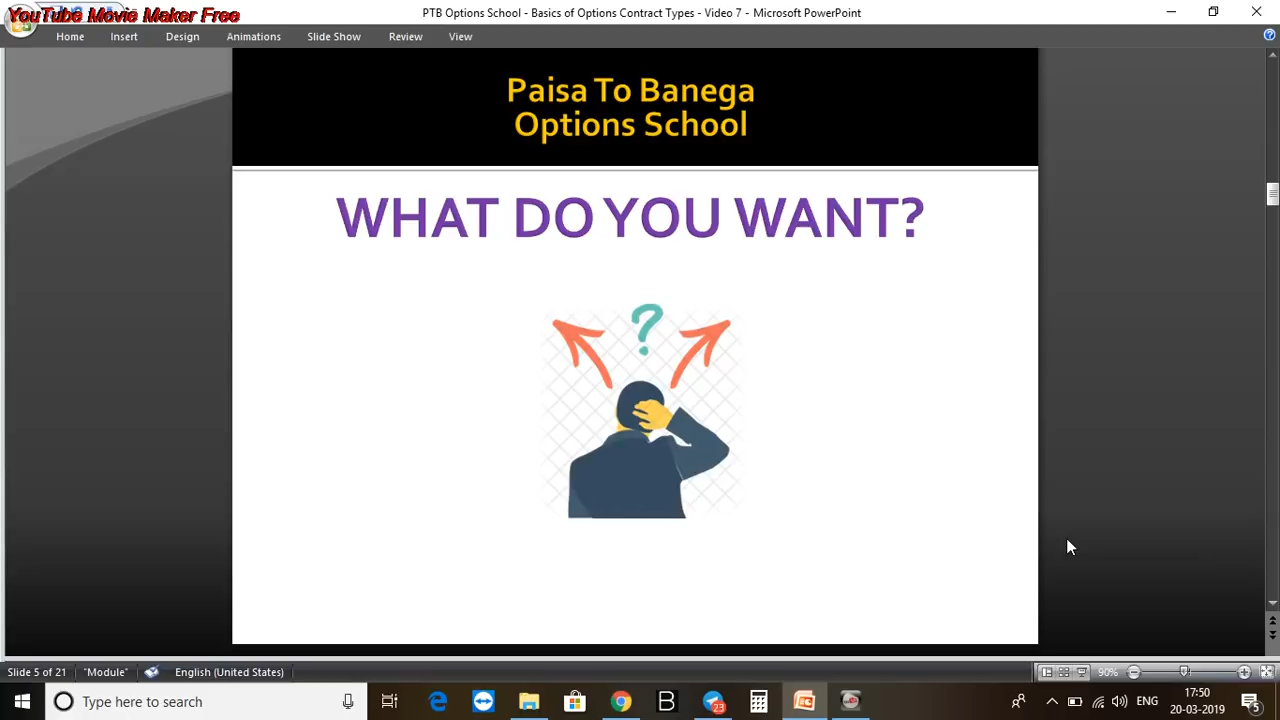 YouTube Movie Maker Free
PTB Options School - Basics of Options Contract Types - Video 7 - Microsoft PowerPoint
Home Insert Design Animations Slide Show Review View
Paisa To Banega
Options School
WHAT DO YOU WANT?
?
Slide 5 of 21 "Module" English (United States) 90%
Type here to search
23
B
ENG
17:50
20-03-2019
5